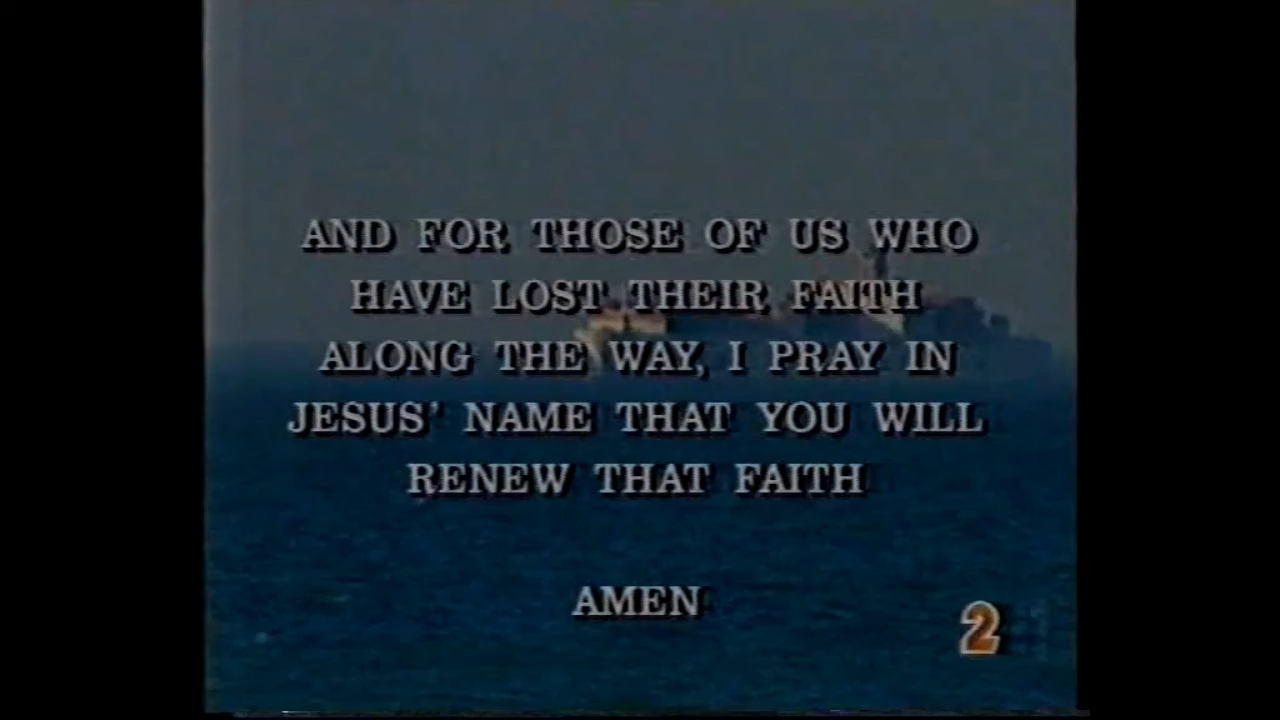 AND FOR THOSE OF US WHO
HAVE LOST THEIR FAITH
ALONG THE WAY, I PRAY IN
JESUS' NAME THAT YOU WILL
RENEW THAT FAITH
AMEN
2